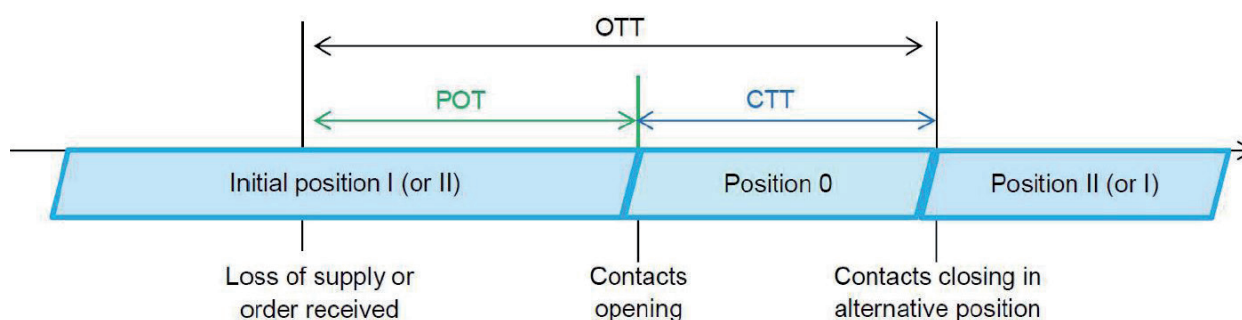 OTT
POT
CTT
Initial position I (or II)
Position 0
Position II (or I)
Loss of supply or
order received
Contacts
opening
Contacts closing in
alternative position